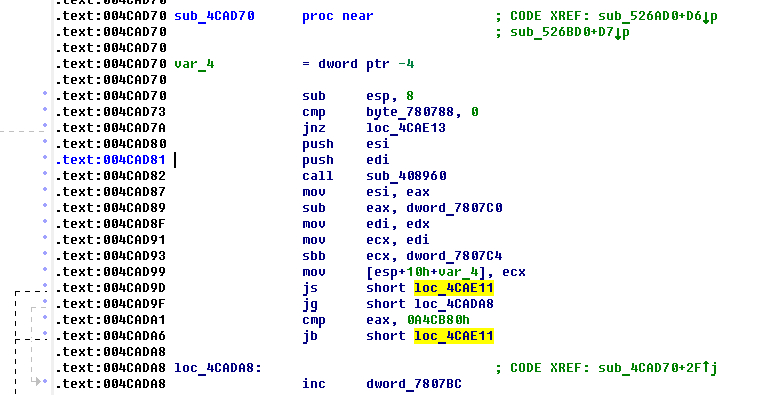 .text:004CAD70
.text:004CAD70 sub_4CAD70 proc near ; CODE XREF: sub_526AD0+D6↓p
.text:004CAD70 ; sub_526BD0+D7↓p
.text:004CAD70
.text:004CAD70 var_4 = dword ptr -4
.text:004CAD70
.text:004CAD70 sub esp, 8
.text:004CAD73 cmp byte_780788, 0
.text:004CAD7A jnz loc_4CAE13
.text:004CAD80 push esi
.text:004CAD81 push edi
.text:004CAD82 call sub_408960
.text:004CAD87 mov esi, eax
.text:004CAD89 sub eax, dword_7807C0
.text:004CAD8F mov edi, edx
.text:004CAD91 mov ecx, edi
.text:004CAD93 sbb ecx, dword_7807C4
.text:004CAD99 mov [esp+10h+var_4], ecx
.text:004CAD9D js short loc_4CAE11
.text:004CAD9F jg short loc_4CADA8
.text:004CADA1 cmp eax, 0A4CB80h
.text:004CADA6 jb short loc_4CAE11
.text:004CADA8
.text:004CADA8 loc_4CADA8: ; CODE XREF: sub_4CAD70+2F↑j
.text:004CADA8 inc dword_7807BC